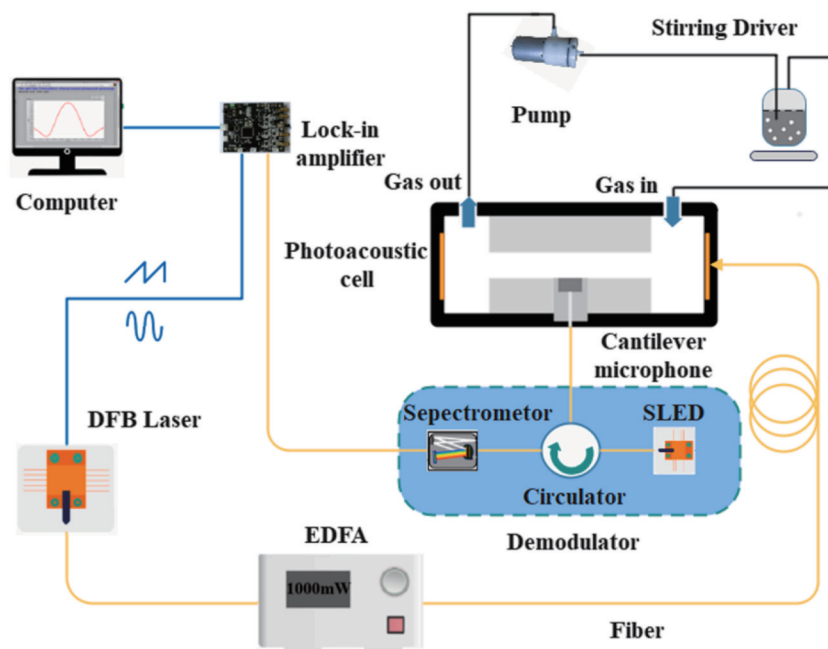 Stirring Driver
Pump
Lock-in
amplifier
Computer
Gas out
Gas in
Photoacoustic
cell
Cantilever
microphone
DFB Laser
Sepectrometor
SLED
Circulator
EDFA
Demodulator
1000mW
Fiber